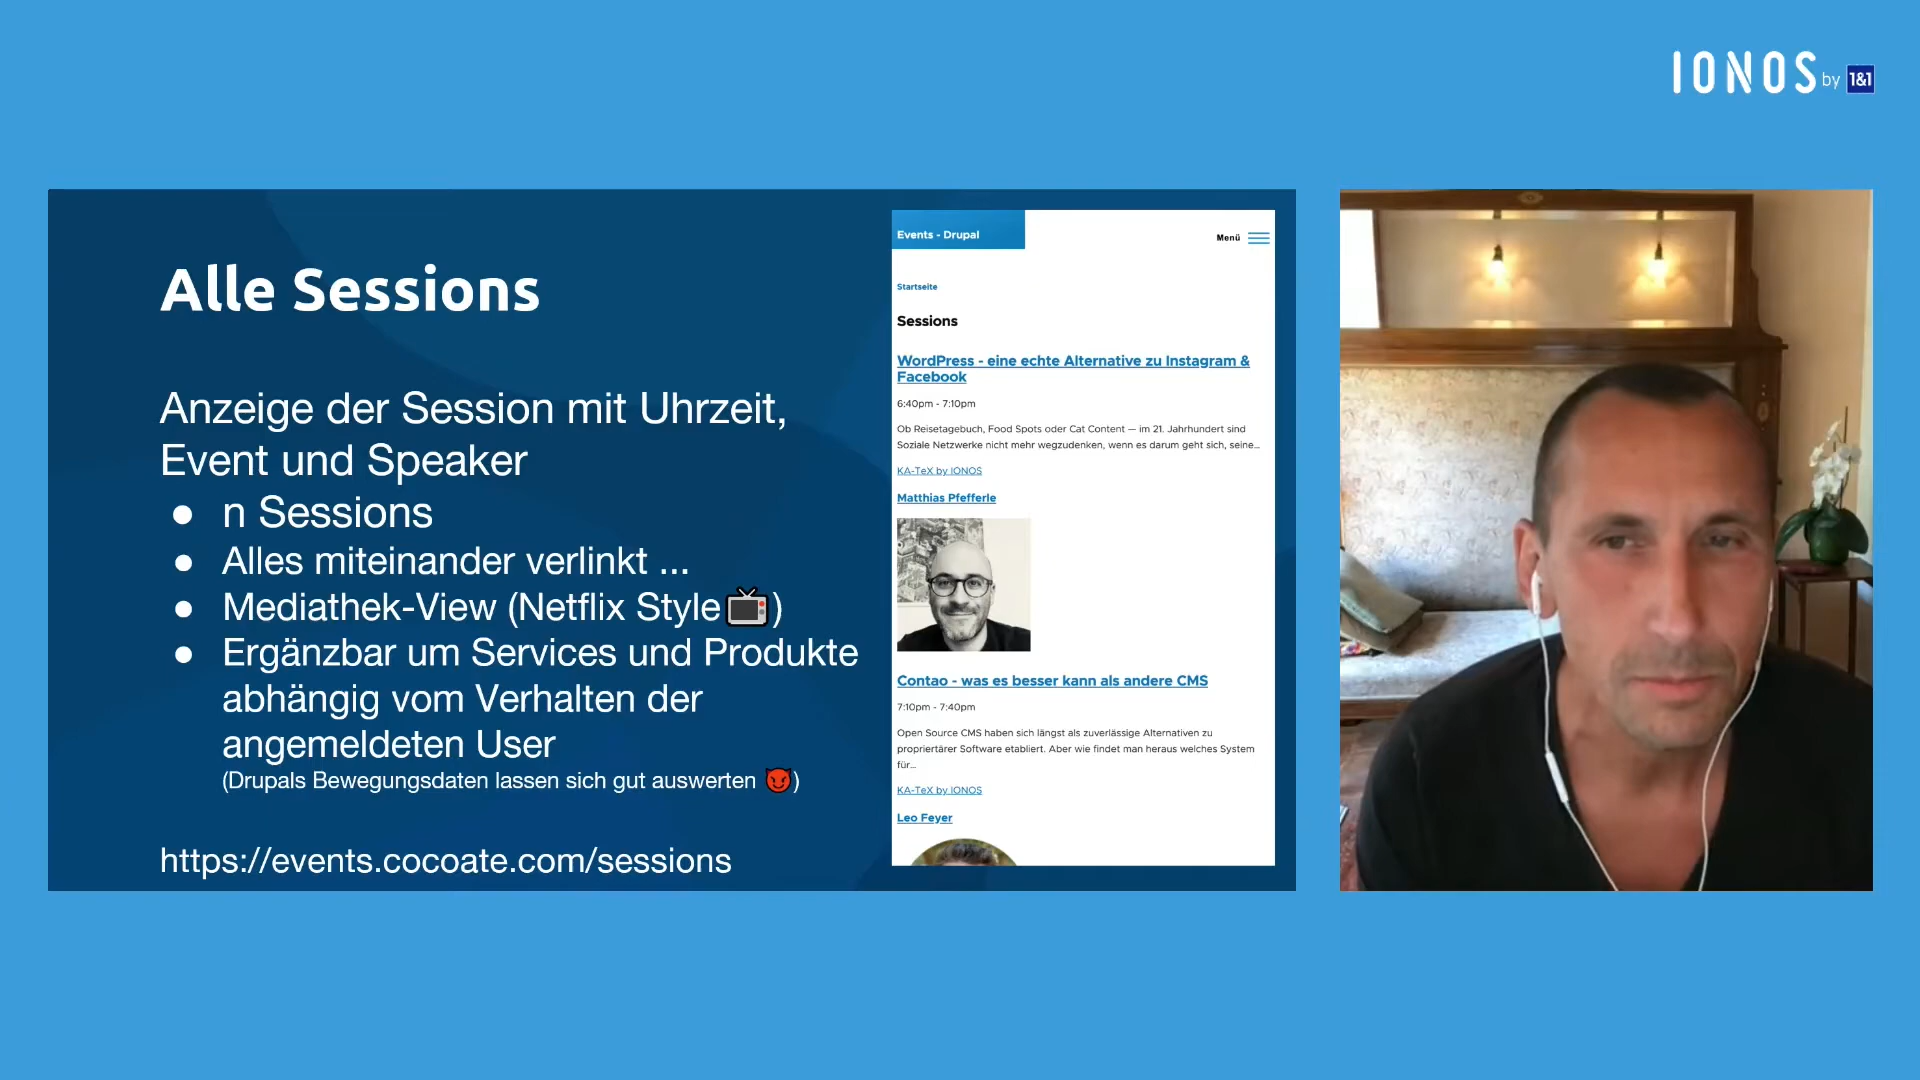 IONOS by 1&1
Alle Sessions
Anzeige der Session mit Uhrzeit,
Event und Speaker
● n Sessions
● Alles miteinander verlinkt ...
● Mediathek-View (Netflix Style📺)
● Ergänzbar um Services und Produkte
abhängig vom Verhalten der
angemeldeten User
(Drupals Bewegungsdaten lassen sich gut auswerten 😈)
https://events.cocoate.com/sessions
Events - Drupal
Menü
Startseite
Sessions
WordPress - eine echte Alternative zu Instagram &
Facebook
6:40pm - 7:10pm
Ob Reisetagebuch, Food Spots oder Cat Content — im 21. Jahrhundert sind
Soziale Netzwerke nicht mehr wegzudenken, wenn es darum geht sich, seine...
KA-TeX by IONOS
Matthias Pfefferle
Contao - was es besser kann als andere CMS
7:10pm - 7:40pm
Open Source CMS haben sich längst als zuverlässige Alternativen zu
propriertärer Software etabliert. Aber wie findet man heraus welches System
für...
KA-TeX by IONOS
Leo Feyer